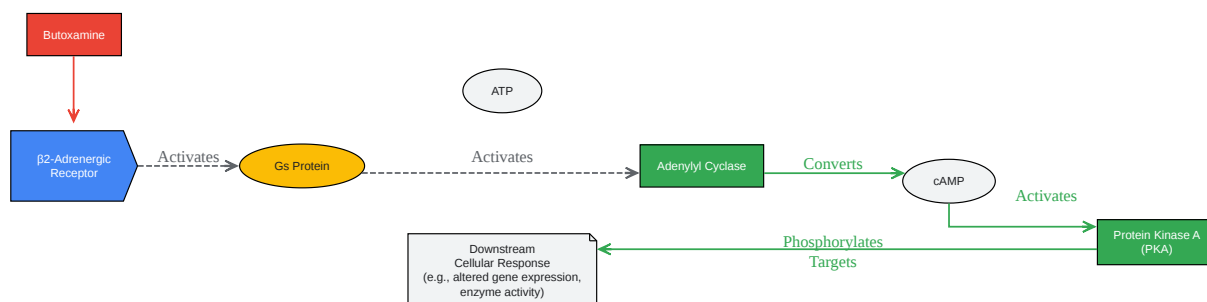 Butoxamine
ATP
β2-Adrenergic
Receptor
Activates
Gs Protein
Activates
Adenylyl Cyclase
Converts
cAMP
Activates
Protein Kinase A
(PKA)
Phosphorylates
Targets
Downstream
Cellular Response
(e.g., altered gene expression,
enzyme activity)